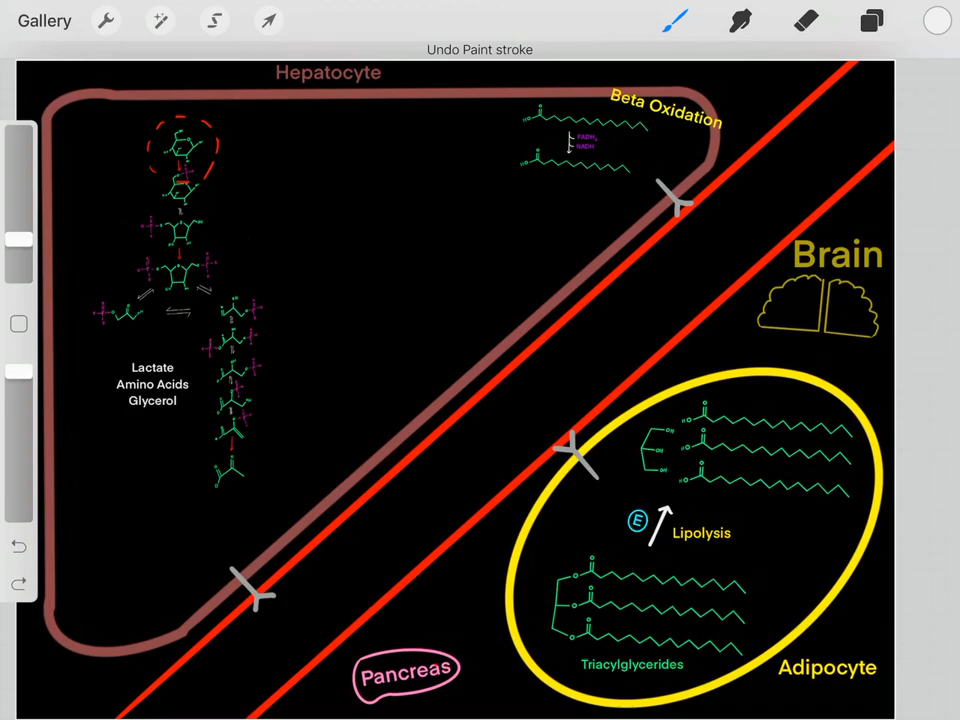 Gallery
Undo Paint stroke
Hepatocyte
Beta Oxidation
FADH2
NADH
Brain
Lactate
Amino Acids
Glycerol
E
Lipolysis
Triacylglycerides
Pancreas
Adipocyte